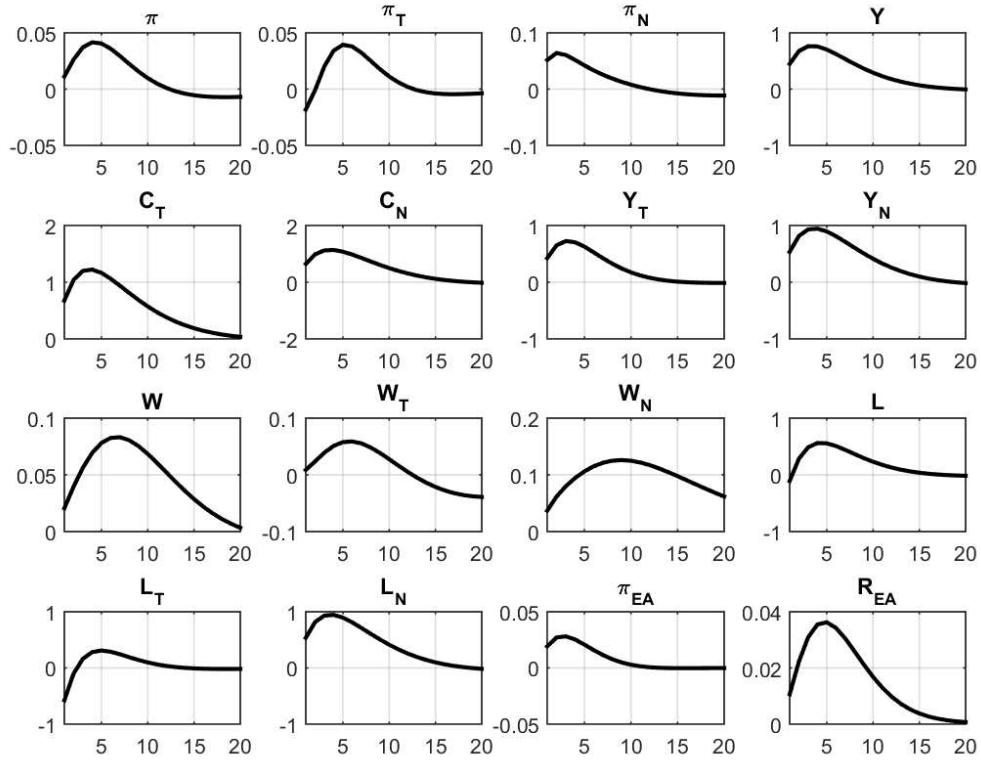 π π_T π_N Y
0.05 0.05 0.1 1
0 0 0 0
-0.05 -0.05 -0.1 -1
5 10 15 20 5 10 15 20 5 10 15 20 5 10 15 20
C_T C_N Y_T Y_N
2 2 1 1
1 0 0 0
0 -2 -1 -1
5 10 15 20 5 10 15 20 5 10 15 20 5 10 15 20
W W_T W_N L
0.1 0.1 0.2 1
0.05 0 0.1 0
0 -0.1 0 -1
5 10 15 20 5 10 15 20 5 10 15 20 5 10 15 20
L_T L_N π_EA R_EA
1 1 0.05 0.04
0 0 0 0.02
-1 -1 -0.05 0
5 10 15 20 5 10 15 20 5 10 15 20 5 10 15 20